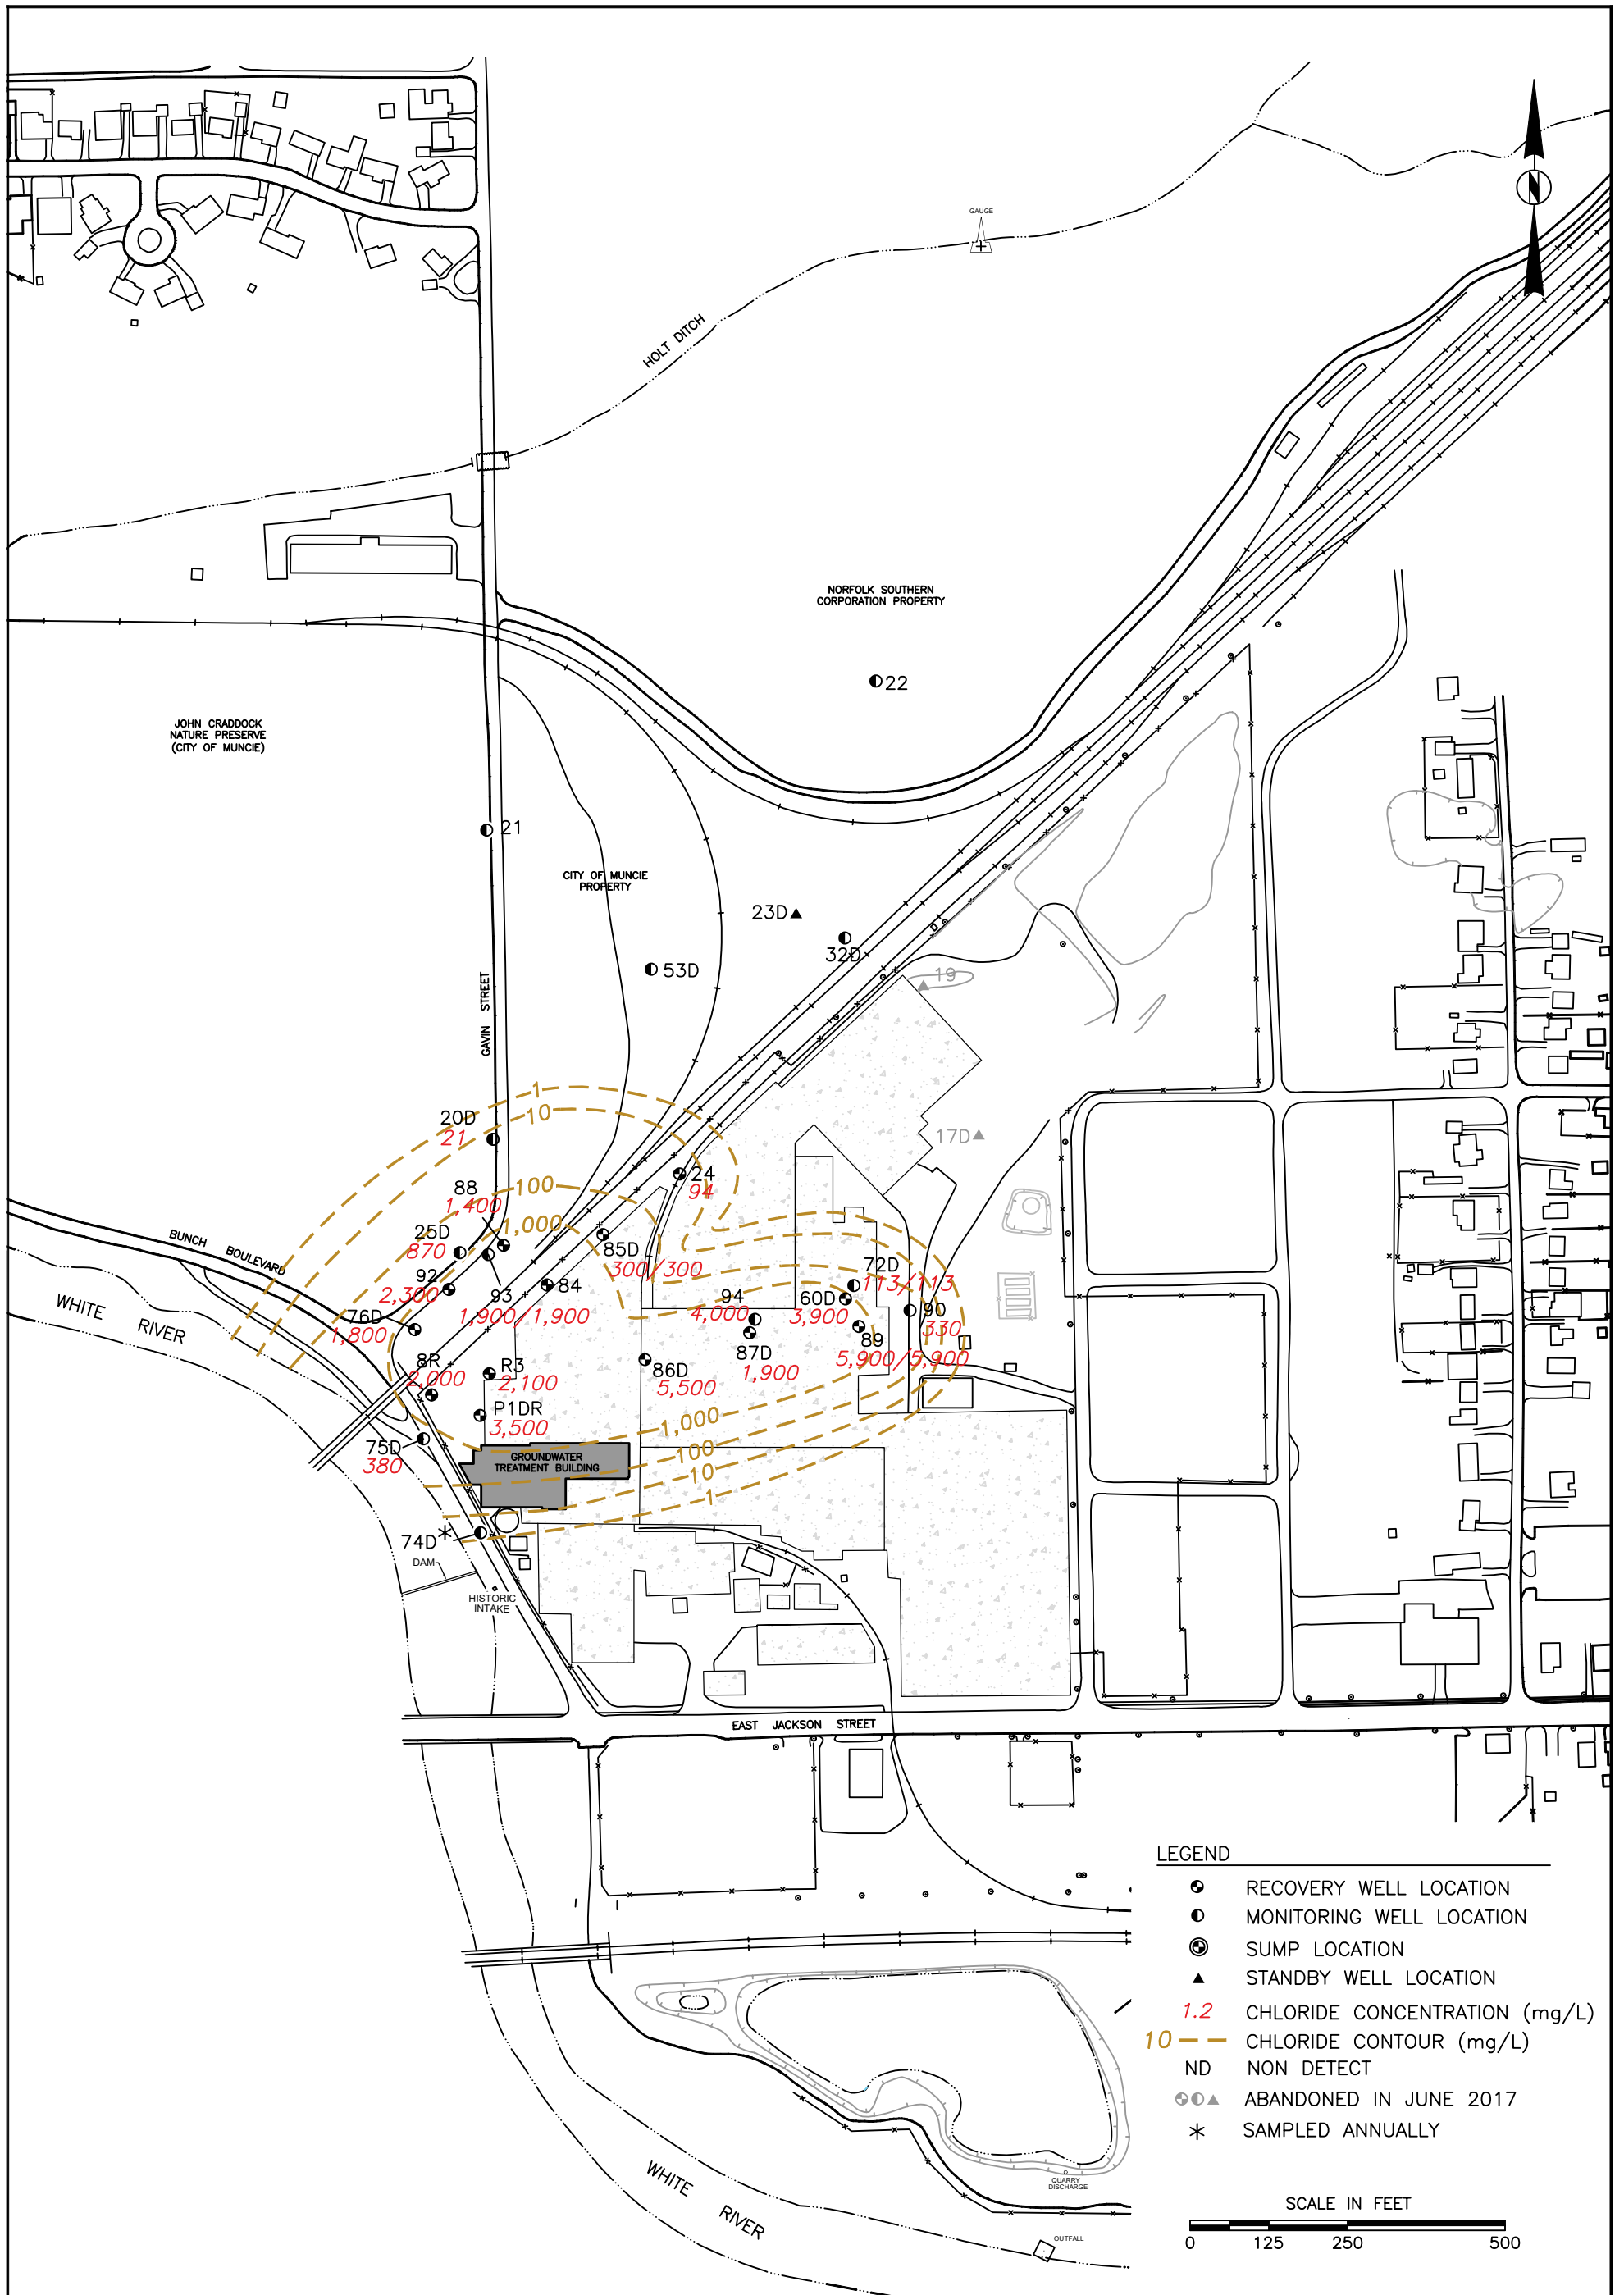 GAUGE
N
HOLT DITCH
NORFOLK SOUTHERN
CORPORATION PROPERTY
22
JOHN CRADDOCK
NATURE PRESERVE
(CITY OF MUNCIE)
21
CITY OF MUNCIE
PROPERTY
23D
32D
53D
19
GAVIN STREET
1
10
20D
21
17D
24
94
88
1,400
100
1,000
25D
870
85D
300/300
BUNCH BOULEVARD
WHITE RIVER
92
2,300
93
1,900
84
1,900
72D
113/113
94
4,000
60D
3,900
90
330
76D
1,800
89
5,900/5,900
87D
1,900
8R
2,000
R3
2,100
86D
5,500
P1DR
3,500
1,000
75D
380
100
GROUNDWATER
TREATMENT BUILDING
10
1
74D
DAM
HISTORIC
INTAKE
EAST JACKSON STREET
LEGEND
RECOVERY WELL LOCATION
MONITORING WELL LOCATION
SUMP LOCATION
STANDBY WELL LOCATION
1.2 CHLORIDE CONCENTRATION (mg/L)
10 CHLORIDE CONTOUR (mg/L)
ND NON DETECT
ABANDONED IN JUNE 2017
SAMPLED ANNUALLY
QUARRY
DISCHARGE
WHITE RIVER
OUTFALL
SCALE IN FEET
0 125 250 500